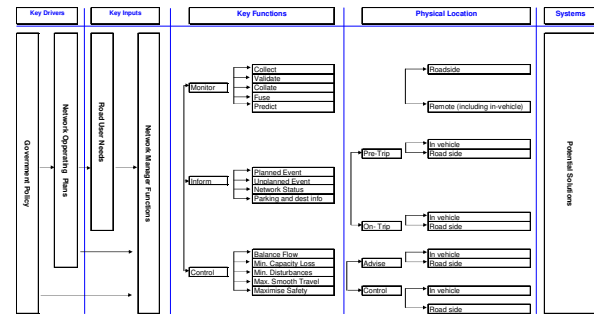 Key Drivers
Key Inputs
Key Functions
Physical Location
Systems
Government Policy
Network Opperating Plans
Road User Needs
Network Manager Functions
Monitor
Collect
Validate
Collate
Fuse
Predict
Inform
Planned Event
Unplanned Event
Network Status
Parking and dest info
Control
Balance Flow
Min. Capacity Loss
Min. Disturbances
Max. Smooth Travel
Maximise Safety
Roadside
Remote (including in-vehicle)
Pre-Trip
In vehicle
Road side
On- Trip
In vehicle
Road side
Advise
In vehicle
Road side
Control
In vehicle
Road side
Potential Solutions